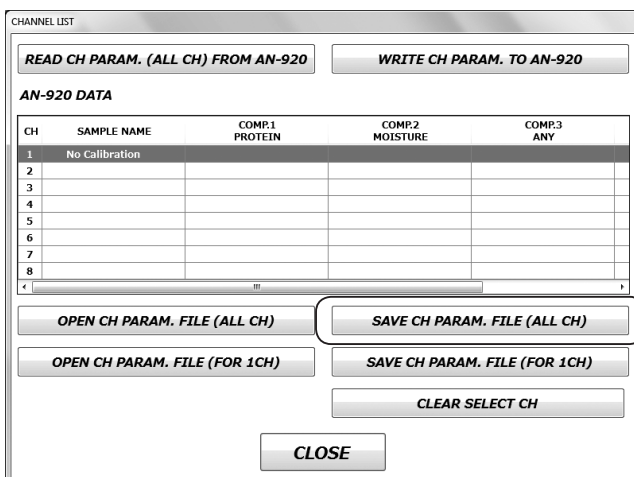 CHANNEL LIST
READ CH PARAM. (ALL CH) FROM AN-920 WRITE CH PARAM. TO AN-920
AN-920 DATA
CH SAMPLE NAME COMP.1 PROTEIN COMP.2 MOISTURE COMP.3 ANY
1 No Calibration
2
3
4
5
6
7
8
OPEN CH PARAM. FILE (ALL CH) SAVE CH PARAM. FILE (ALL CH)
OPEN CH PARAM. FILE (FOR 1CH) SAVE CH PARAM. FILE (FOR 1CH)
CLEAR SELECT CH
CLOSE